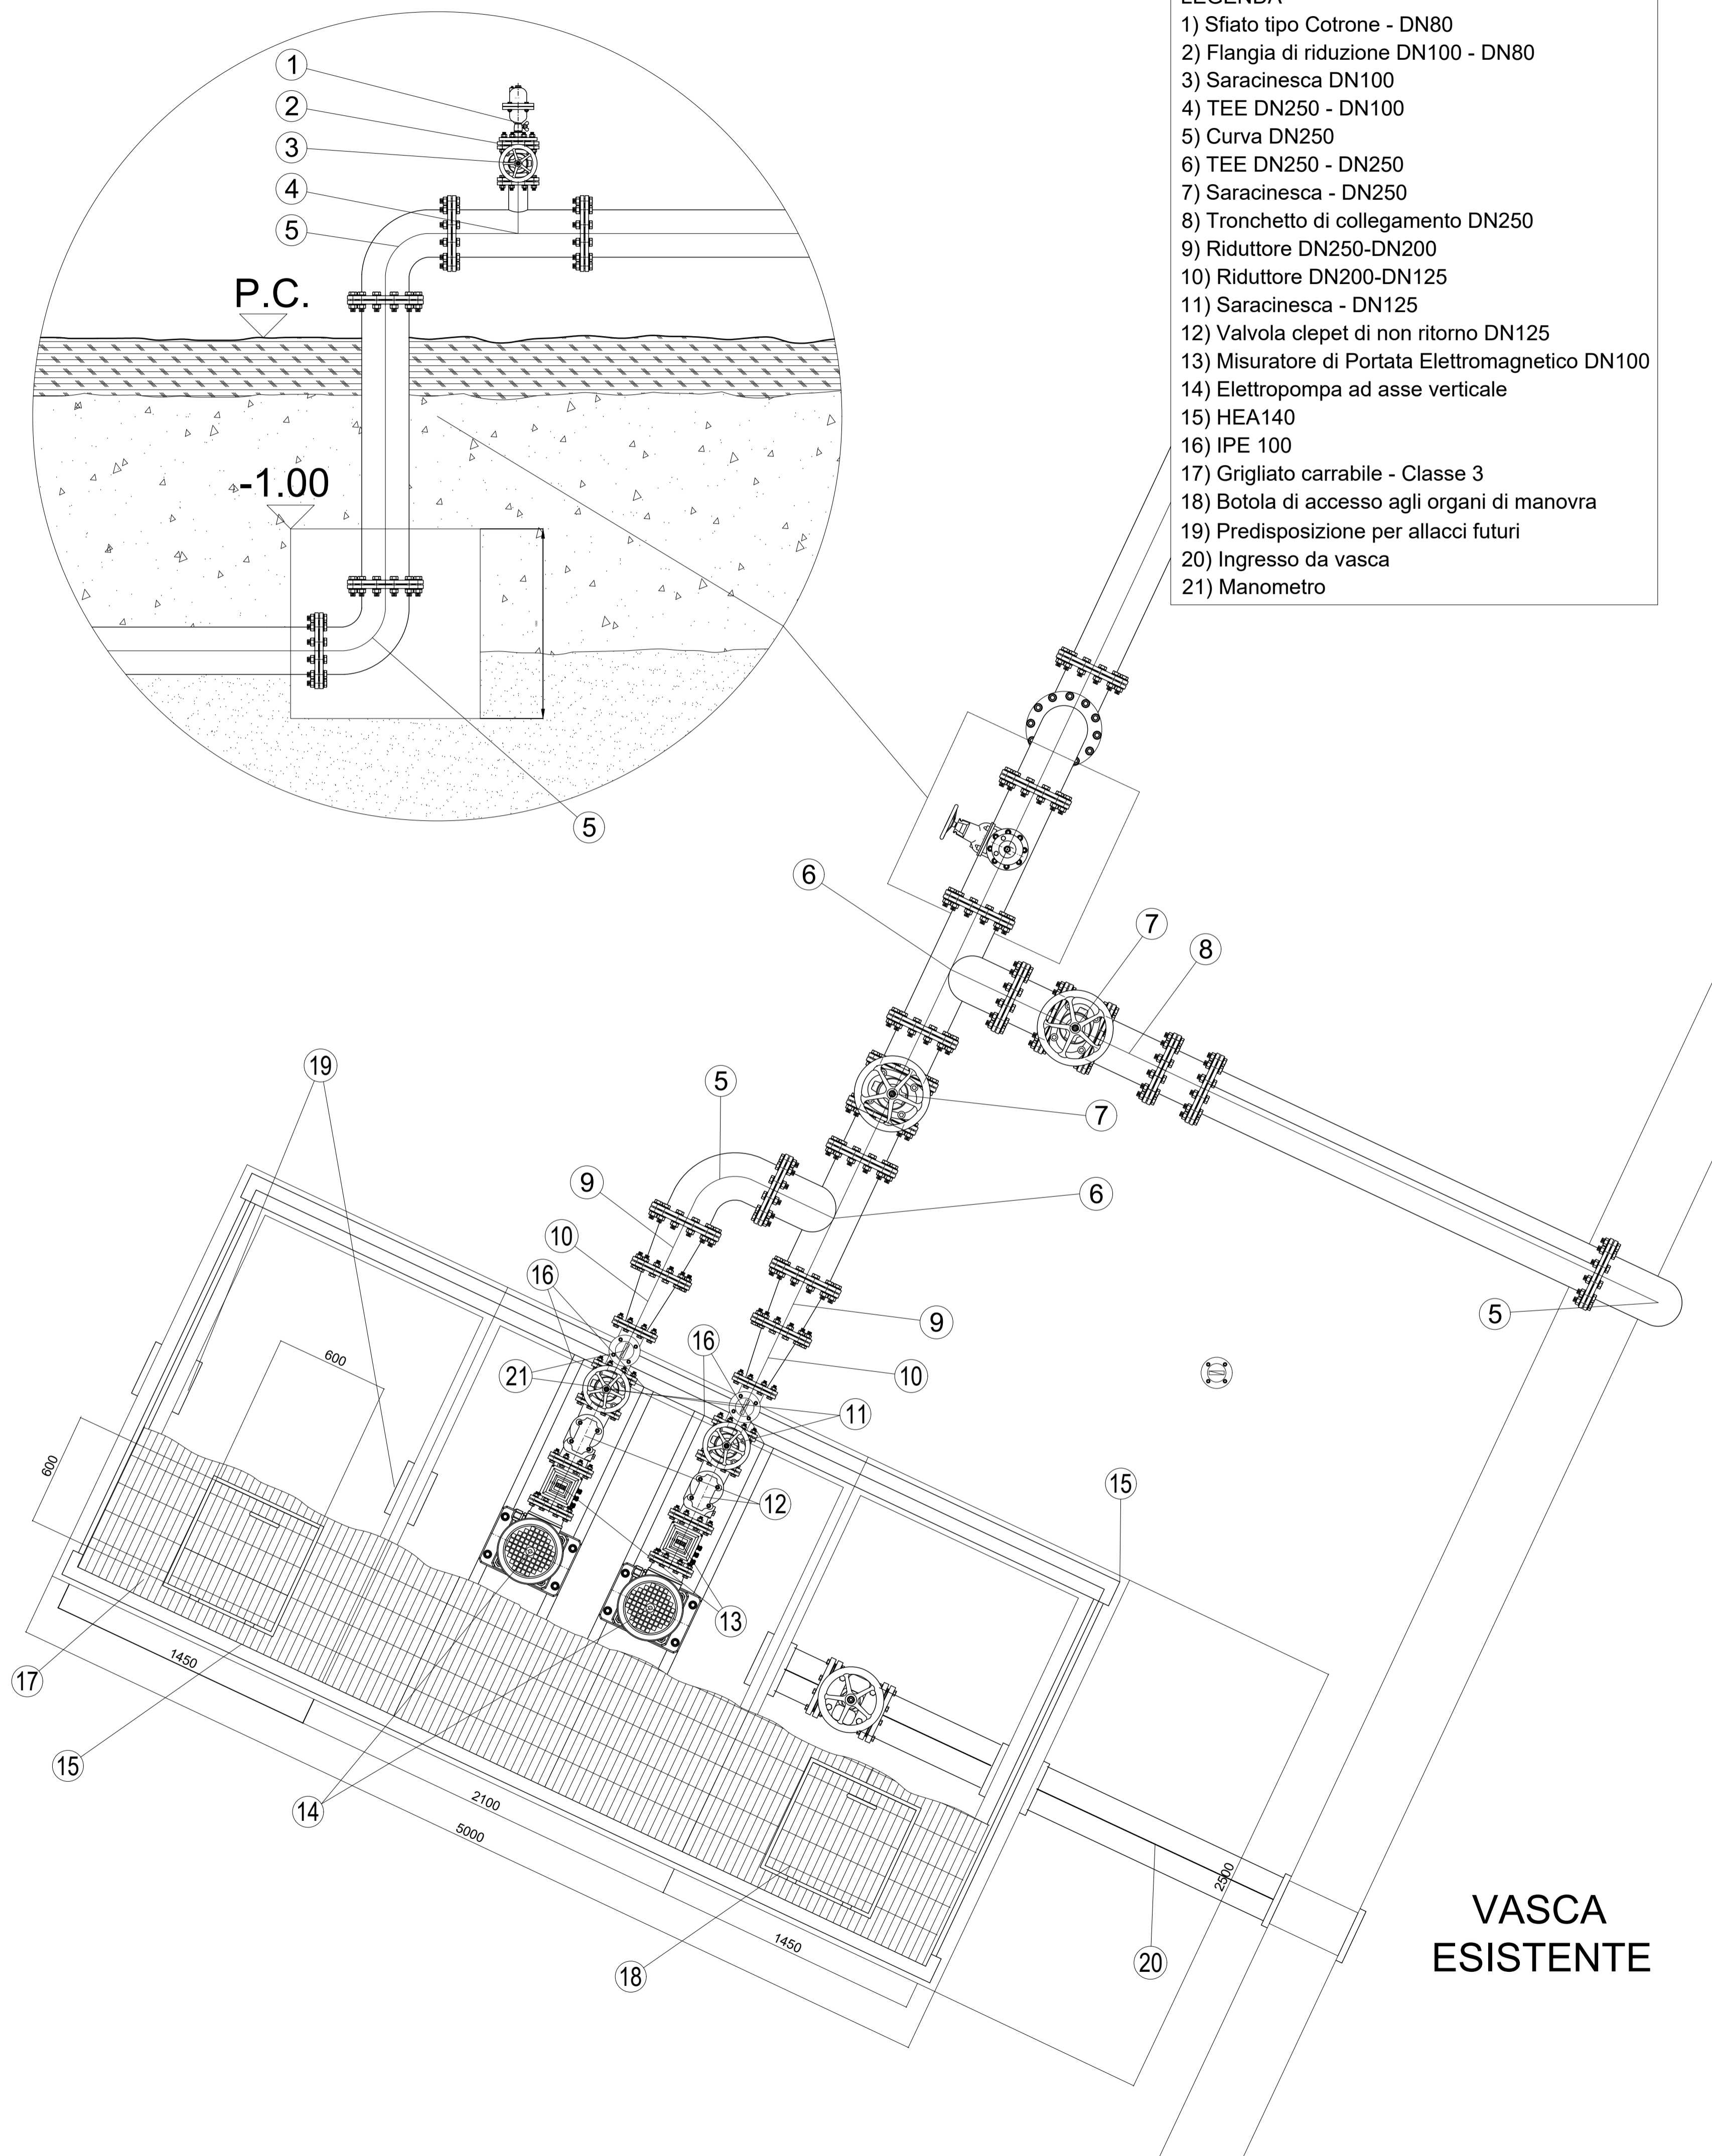 LEGENDA
1) Sfiato tipo Cotrone - DN80
2) Flangia di riduzione DN100 - DN80
3) Saracinesca DN100
4) TEE DN250 - DN100
5) Curva DN250
6) TEE DN250 - DN250
7) Saracinesca - DN250
8) Tronchetto di collegamento DN250
9) Riduttore DN250-DN200
10) Riduttore DN200-DN125
11) Saracinesca - DN125
12) Valvola clepet di non ritorno DN125
13) Misuratore di Portata Elettromagnetico DN100
14) Elettropompa ad asse verticale
15) HEA140
16) IPE 100
17) Grigliato carrabile - Classe 3
18) Botola di accesso agli organi di manovra
19) Predisposizione per allacci futuri
20) Ingresso da vasca
21) Manometro
1
2
3
4
5
P.C.
-1.00
5
6
7
8
19
5
7
9
6
10
16
9
5
16
600
21
10
11
600
15
12
13
17
1450
15
14
2100
5000
2500
1450
18
20
VASCA
ESISTENTE